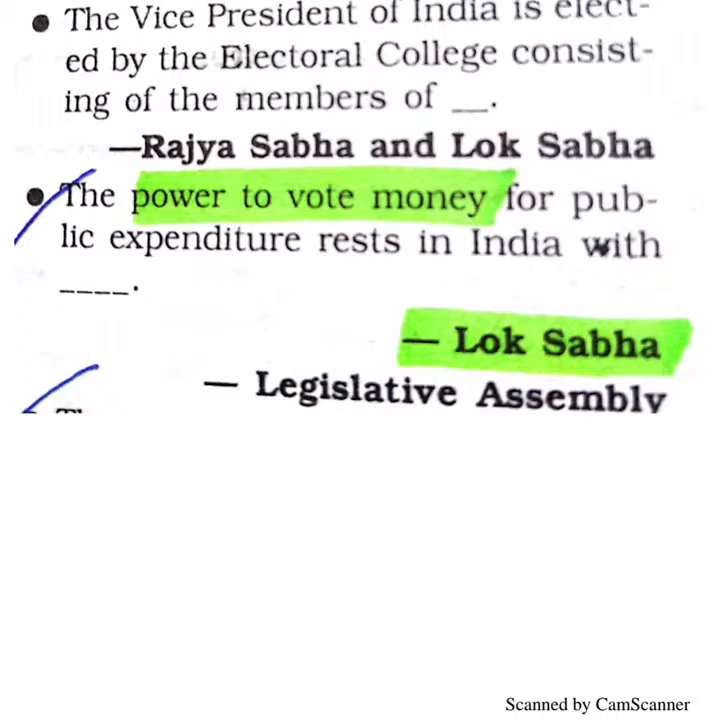 ● The Vice President of India is elect-
ed by the Electoral College consist-
ing of the members of __.
—Rajya Sabha and Lok Sabha
● The power to vote money for pub-
lic expenditure rests in India with
____.
— Lok Sabha
— Legislative Assembly
Scanned by CamScanner